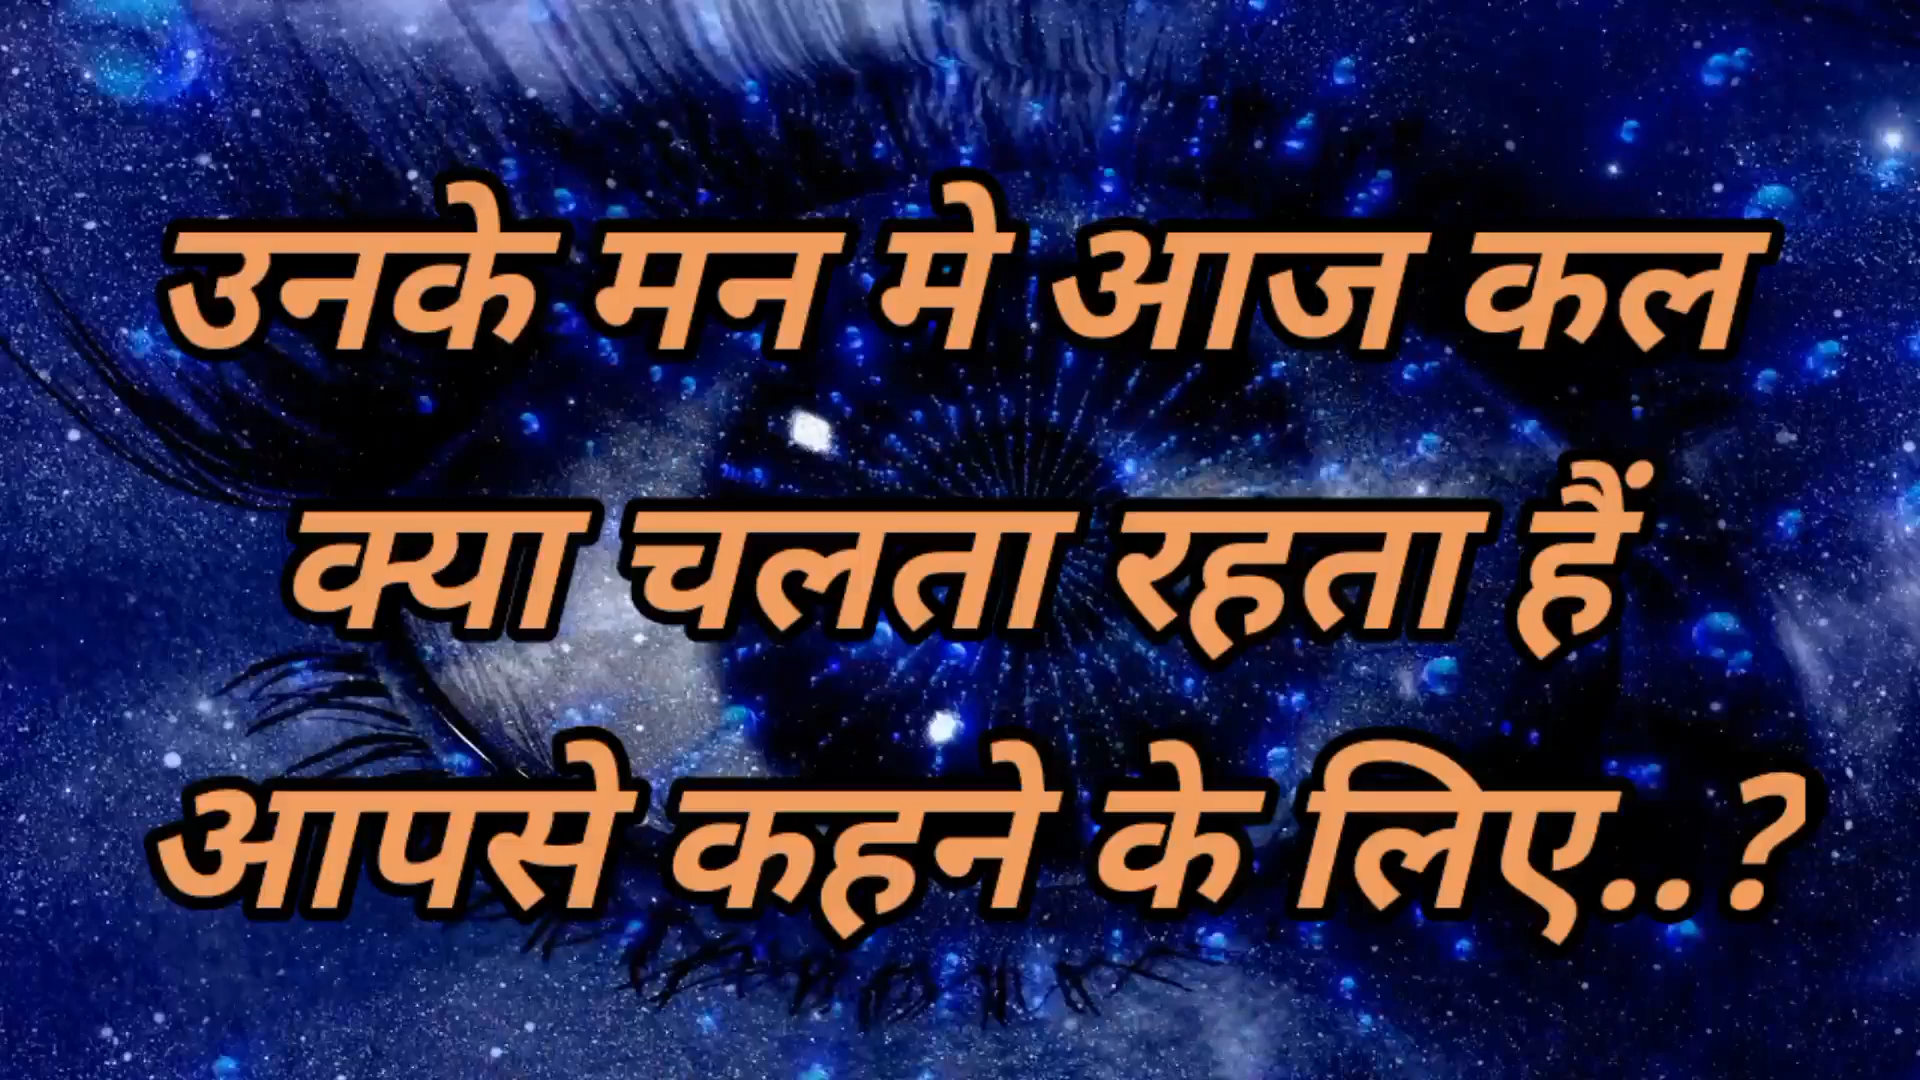 उनके मन मे आज कल
क्या चलता रहता हैं
आपसे कहने के लिए..?